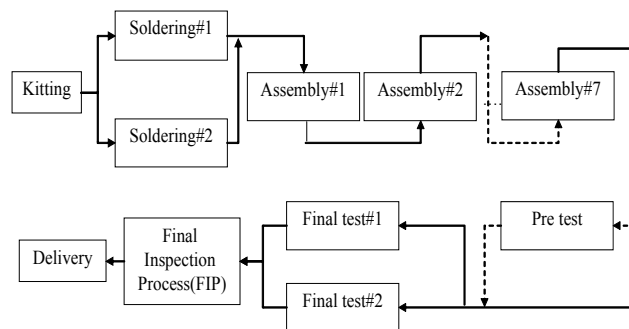 Soldering#1
Kitting
Assembly#1
Assembly#2
Assembly#7
Soldering#2
Final test#1
Pre test
Final
Inspection
Process(FIP)
Delivery
Final test#2